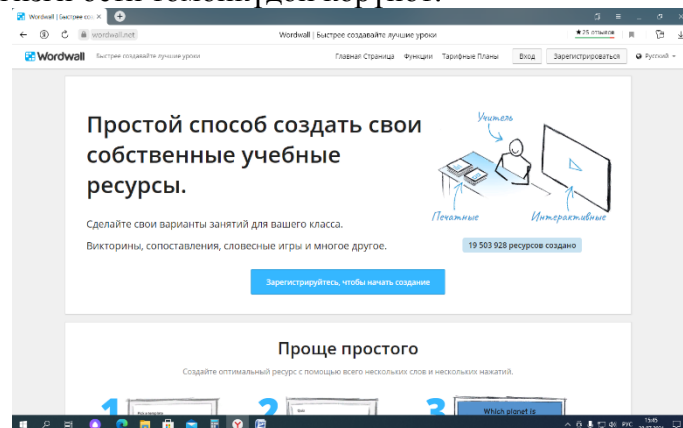 Wordwall | Быстрее соз
wordwall.net
Wordwall | Быстрее создавайте лучшие уроки
★25 отзывов
Wordwall
Быстрее создавайте лучшие уроки
Главная Страница Функции Тарифные Планы Вход Зарегистрироваться Русский
Простой способ создать свои
собственные учебные
ресурсы.
Сделайте свои варианты занятий для вашего класса.
Викторины, сопоставления, словесные игры и многое другое.
Учитель
Печатные
Интерактивные
19 503 928 ресурсов создано
Зарегистрируйтесь, чтобы начать создание
Проще простого
Создайте оптимальный ресурс с помощью всего нескольких слов и нескольких нажатий.
1
2
3
Which planet is
РУС
15:45